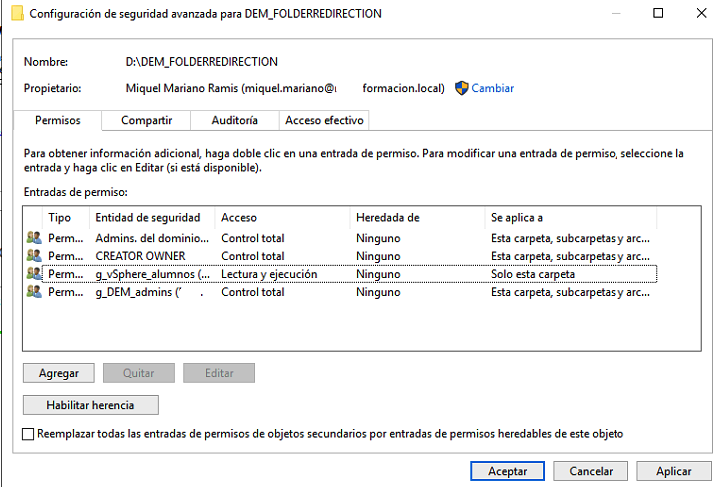 Configuración de seguridad avanzada para DEM_FOLDERREDIRECTION
Nombre: D:\DEM_FOLDERREDIRECTION
Propietario: Miquel Mariano Ramis (miquel.mariano@ formacion.local) Cambiar
Permisos Compartir Auditoría Acceso efectivo
Para obtener información adicional, haga doble clic en una entrada de permiso. Para modificar una entrada de permiso, seleccione la
entrada y haga clic en Editar (si está disponible).
Entradas de permiso:
Tipo Entidad de seguridad Acceso Heredada de Se aplica a
Perm... Admins. del dominio... Control total Ninguno Esta carpeta, subcarpetas y arc...
Perm... CREATOR OWNER Control total Ninguno Esta carpeta, subcarpetas y arc...
Perm... g_vSphere_alumnos (... Lectura y ejecución Ninguno Solo esta carpeta
Perm... g_DEM_admins ( . Control total Ninguno Esta carpeta, subcarpetas y arc...
Agregar Quitar Editar
Habilitar herencia
Reemplazar todas las entradas de permisos de objetos secundarios por entradas de permisos heredables de este objeto
Aceptar Cancelar Aplicar